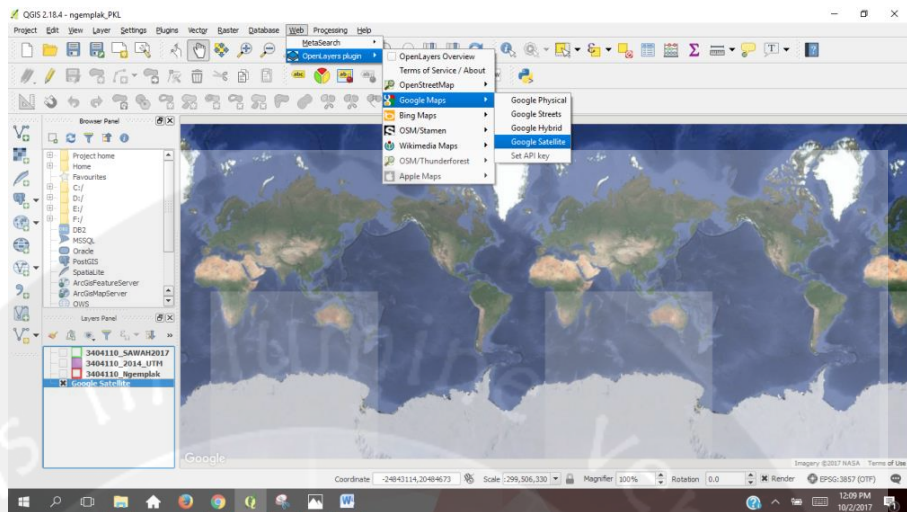 QGIS 2.18.4 - ngemplak_PKL
Project Edit View Layer Settings Plugins Vector Raster Database Web Processing Help
MetaSearch
OpenLayers plugin
OpenLayers Overview
Terms of Service / About
OpenStreetMap
Google Maps
Bing Maps
OSM/Stamen
Wikimedia Maps
OSM/Thunderforest
Apple Maps
Google Physical
Google Streets
Google Hybrid
Google Satellite
Set API key
Browser Panel
Project home
Home
Favourites
C:/
D:/
E:/
F:/
DB2
MSSQL
Oracle
PostGIS
SpatiaLite
ArcGisFeatureServer
ArcGisMapServer
OWS
Layers Panel
3404110_SAWAH2017
3404110_2014_UTM
3404110_Ngemplak
Google Satellite
Google
Imagery ©2017 NASA Terms of Use
Coordinate -24843114,20484673 Scale :299,506,330 Magnifier 100% Rotation 0.0 Render EPSG:3857 (OTF)
12:09 PM
10/2/2017